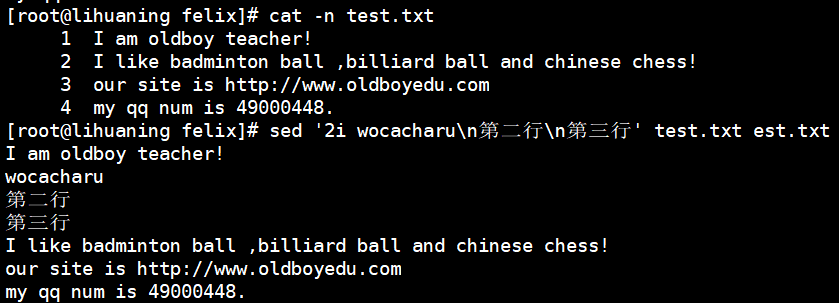 [root@lihuaning felix]# cat -n test.txt
     1  I am oldboy teacher!
     2  I like badminton ball ,billiard ball and chinese chess!
     3  our site is http://www.oldboyedu.com
     4  my qq num is 49000448.
[root@lihuaning felix]# sed '2i wocacharu\n第二行\n第三行' test.txt est.txt
I am oldboy teacher!
wocacharu
第二行
第三行
I like badminton ball ,billiard ball and chinese chess!
our site is http://www.oldboyedu.com
my qq num is 49000448.